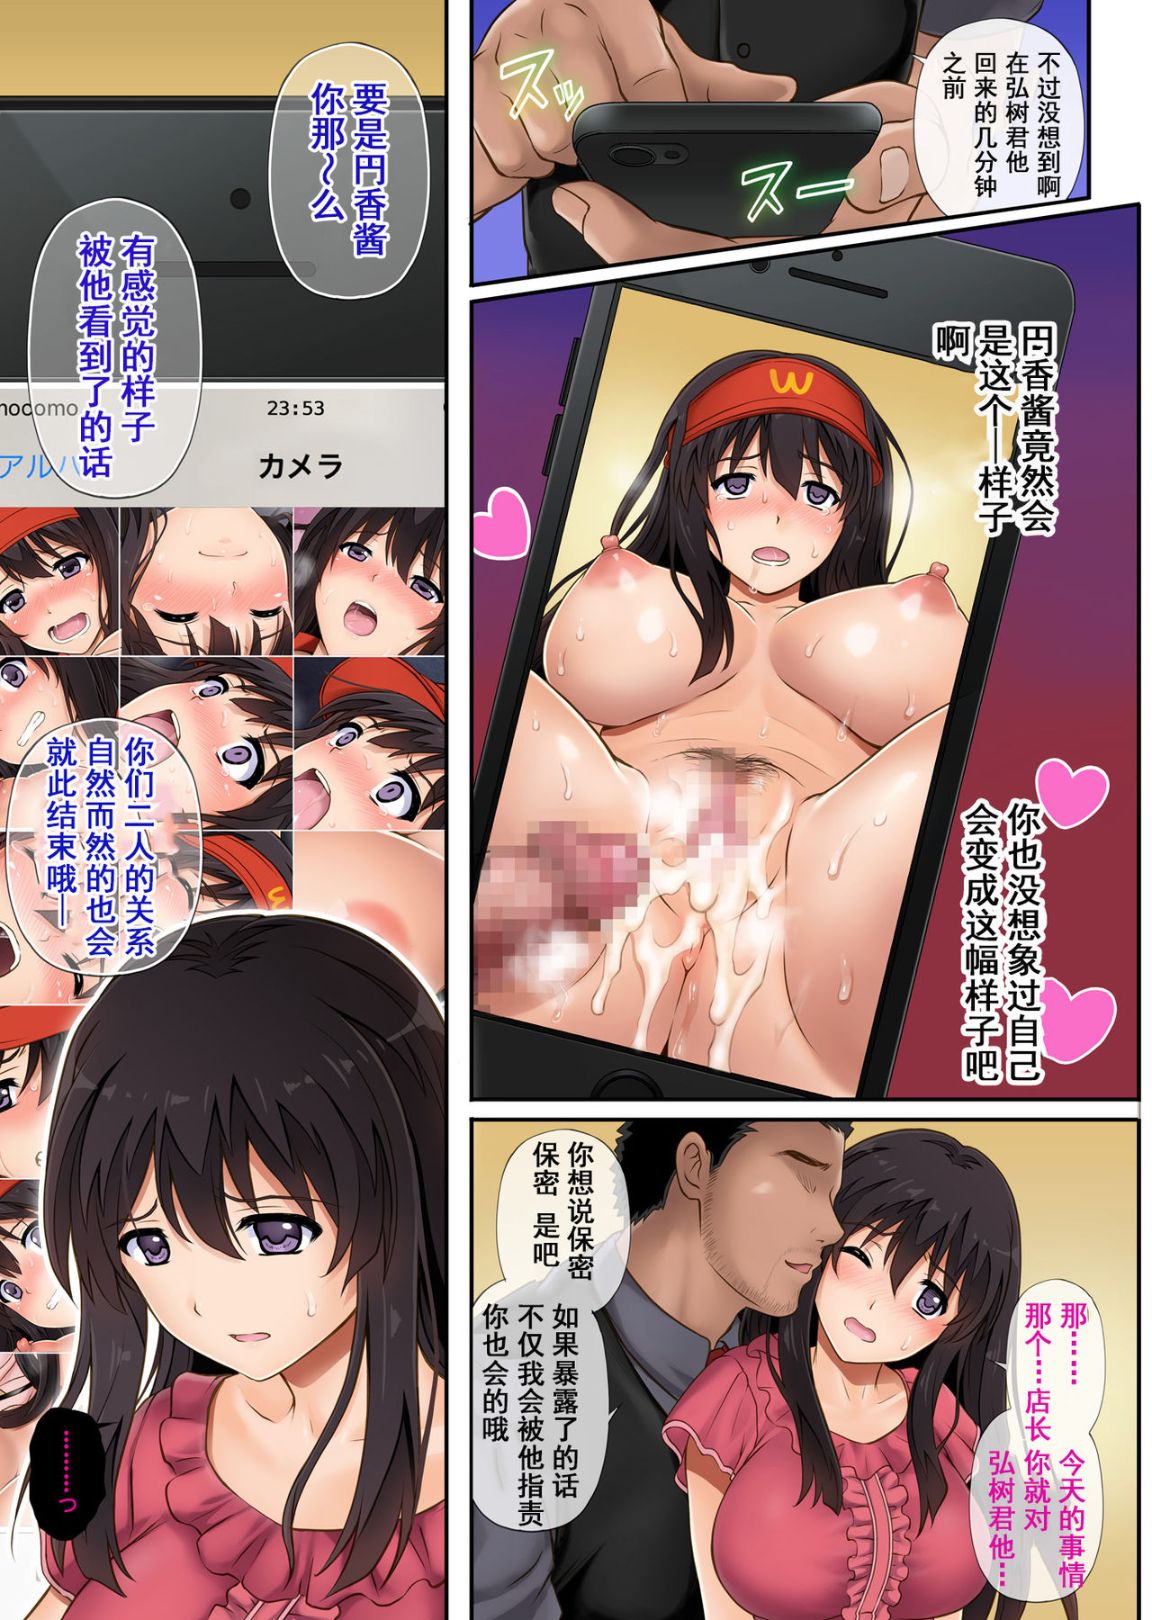 不过没想到啊
在弘树君他
回来的几分钟
之前
スッ
スー
円香酱竟然会
是这个—样子
啊
W
你也没想象过自己
会变成这幅样子吧
那……
那个…店长
今天的事情
你就对
弘树君他…
你想说保密
保密 是吧
如果暴露了的话
不仅我会被他指责
你也会的哦
要是円香酱
你那～么
有感觉的样子
被他看到了的话
nocomo
23:53
アルバ
カメラ
你们二人的关系
自然而然的也会
就此结束哦—
………っ